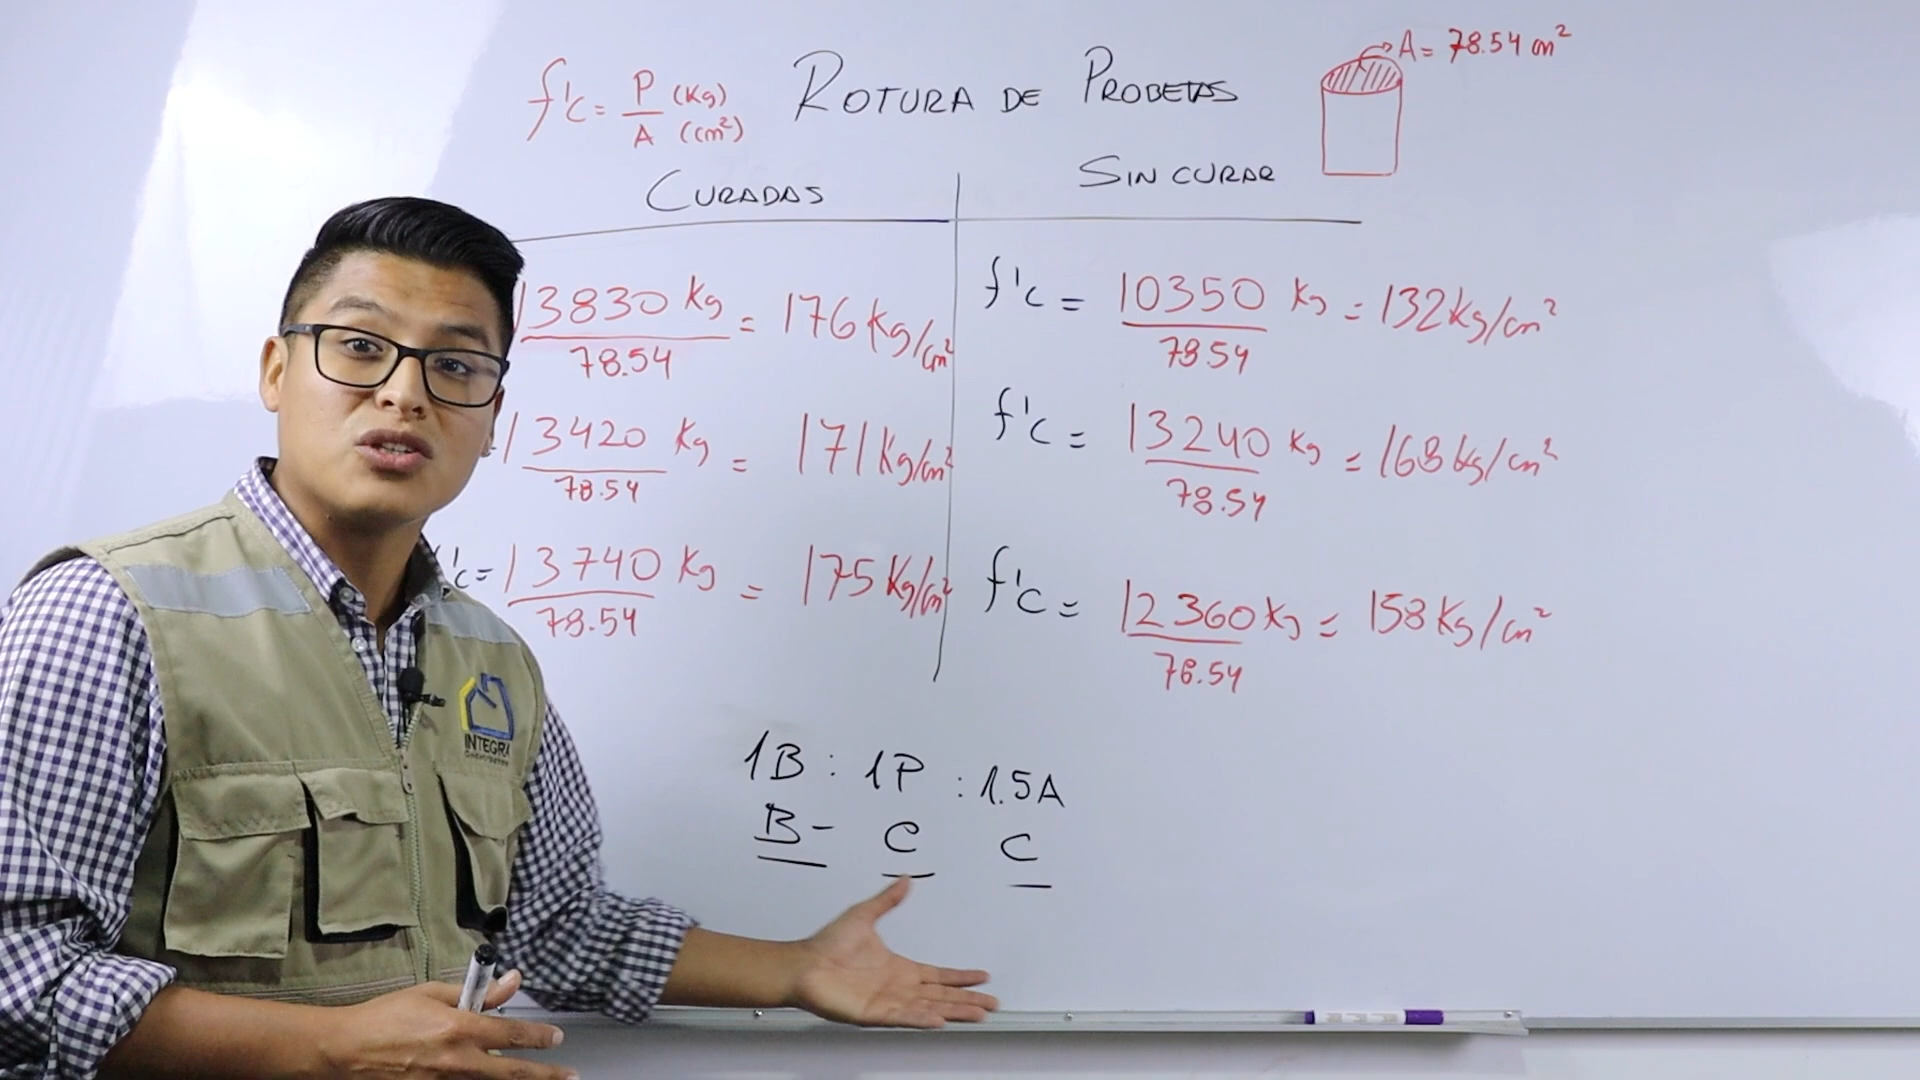 f'c = P (Kg) / A (cm²)
ROTURA DE PROBETAS
A = 78.54 cm²
CURADAS
SIN CURAR
13830 Kg / 78.54 = 176 Kg/cm²
f'c = 10350 Kg / 78.54 = 132 Kg/cm²
13420 Kg / 78.54 = 171 Kg/cm²
f'c = 13240 Kg / 78.54 = 168 Kg/cm²
'c = 13740 Kg / 78.54 = 175 Kg/cm²
f'c = 12360 Kg / 78.54 = 158 Kg/cm²
1B : 1P : 1.5A
B- C C
INTEGRA